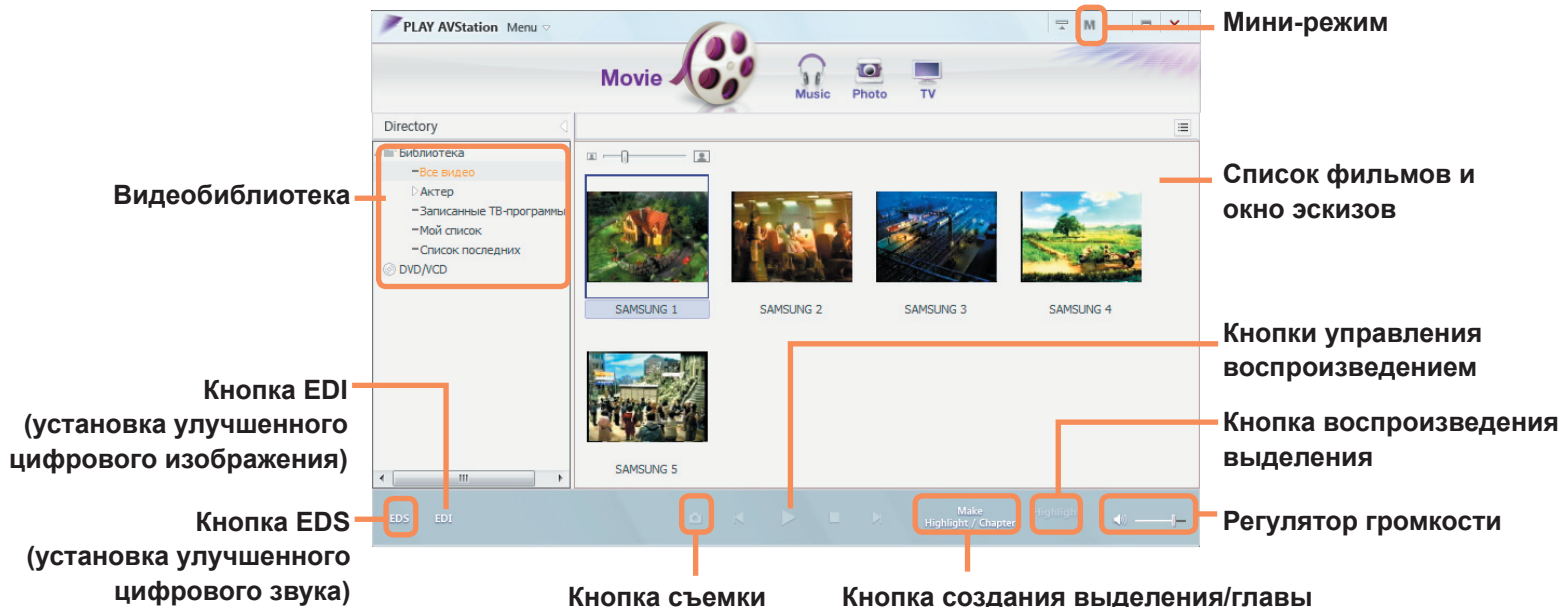 PLAY AVStation Menu
M
Мини-режим
Movie
Music
Photo
TV
Directory
Библиотека
Все видео
Актер
Записанные ТВ-программы
Мой список
Список последних
DVD/VCD
Видеобиблиотека
Список фильмов и
окно эскизов
SAMSUNG 1
SAMSUNG 2
SAMSUNG 3
SAMSUNG 4
SAMSUNG 5
Кнопки управления
воспроизведением
Кнопка EDI
(установка улучшенного
цифрового изображения)
Кнопка воспроизведения
выделения
EDS
EDI
Make
Highlight / Chapter
Highlight
Кнопка EDS
(установка улучшенного
цифрового звука)
Регулятор громкости
Кнопка съемки
Кнопка создания выделения/главы